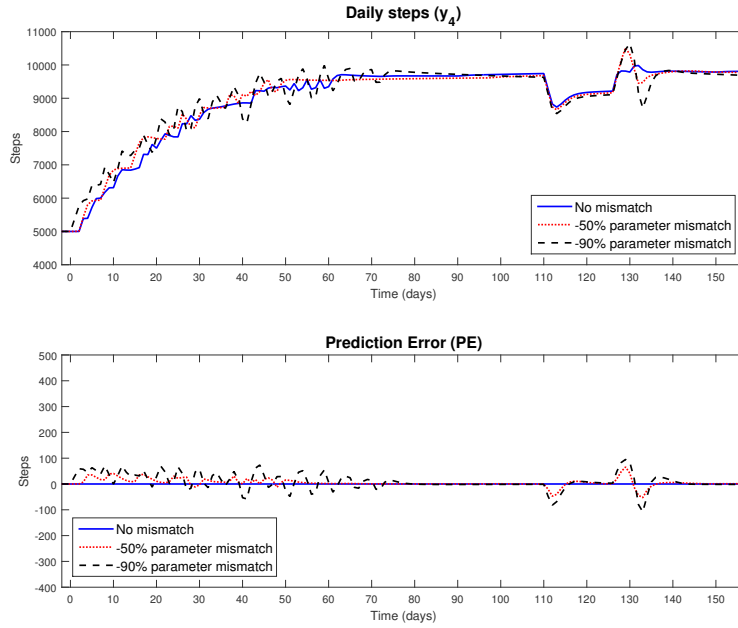 Daily steps (y4)
11000
10000
9000
8000
7000
6000
5000
4000
Steps
No mismatch
-50% parameter mismatch
-90% parameter mismatch
0 10 20 30 40 50 60 70 80 90 100 110 120 130 140 150
Time (days)
Prediction Error (PE)
500
400
300
200
100
0
-100
-200
-300
-400
Steps
No mismatch
-50% parameter mismatch
-90% parameter mismatch
0 10 20 30 40 50 60 70 80 90 100 110 120 130 140 150
Time (days)